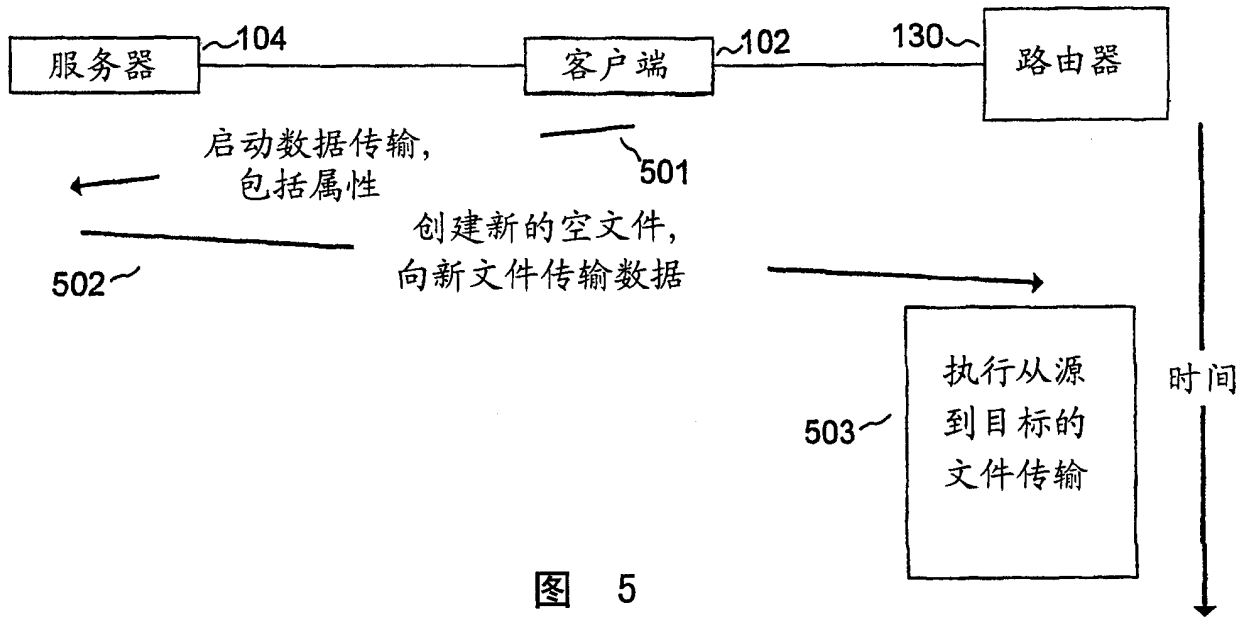 服务器
104
客户端
102
130
路由器
启动数据传输,
包括属性
501
创建新的空文件,
向新文件传输数据
502
执行从源
到目标的
文件传输
503
时间
图 5